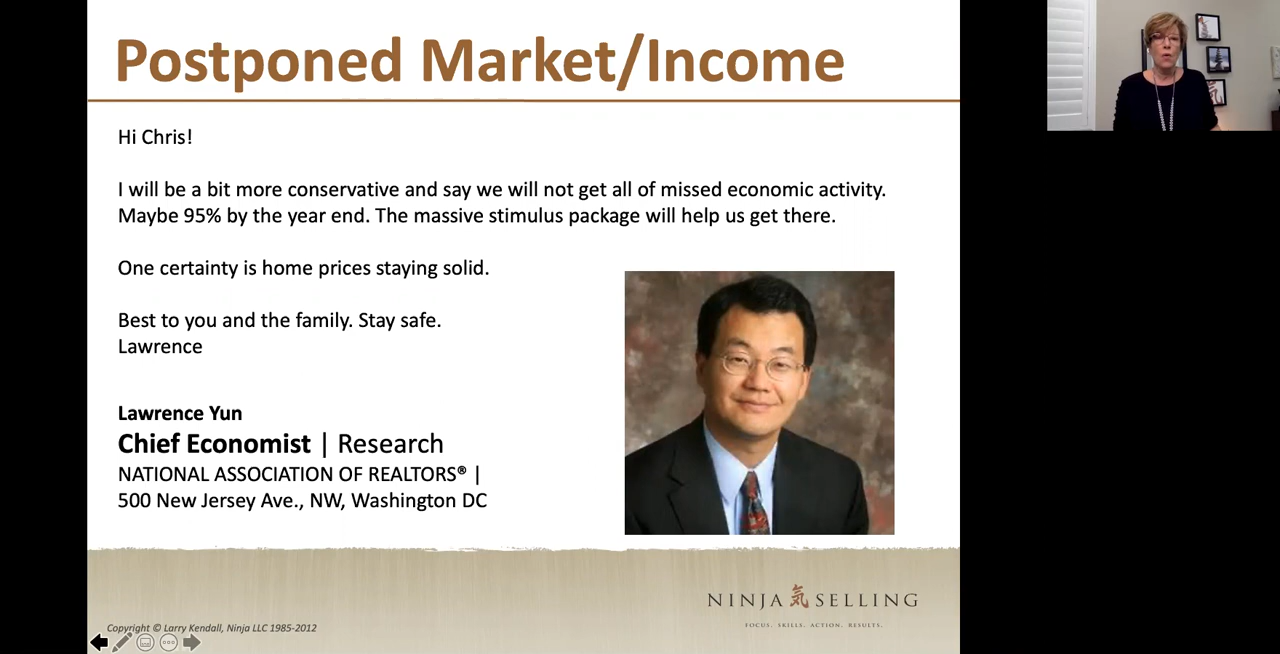 Postponed Market/Income
Hi Chris!
I will be a bit more conservative and say we will not get all of missed economic activity.
Maybe 95% by the year end. The massive stimulus package will help us get there.
One certainty is home prices staying solid.
Best to you and the family. Stay safe.
Lawrence
Lawrence Yun
Chief Economist | Research
NATIONAL ASSOCIATION OF REALTORS® |
500 New Jersey Ave., NW, Washington DC
NINJA 気 SELLING
FOCUS. SKILLS. ACTION. RESULTS.
Copyright © Larry Kendall, Ninja LLC 1985-2012